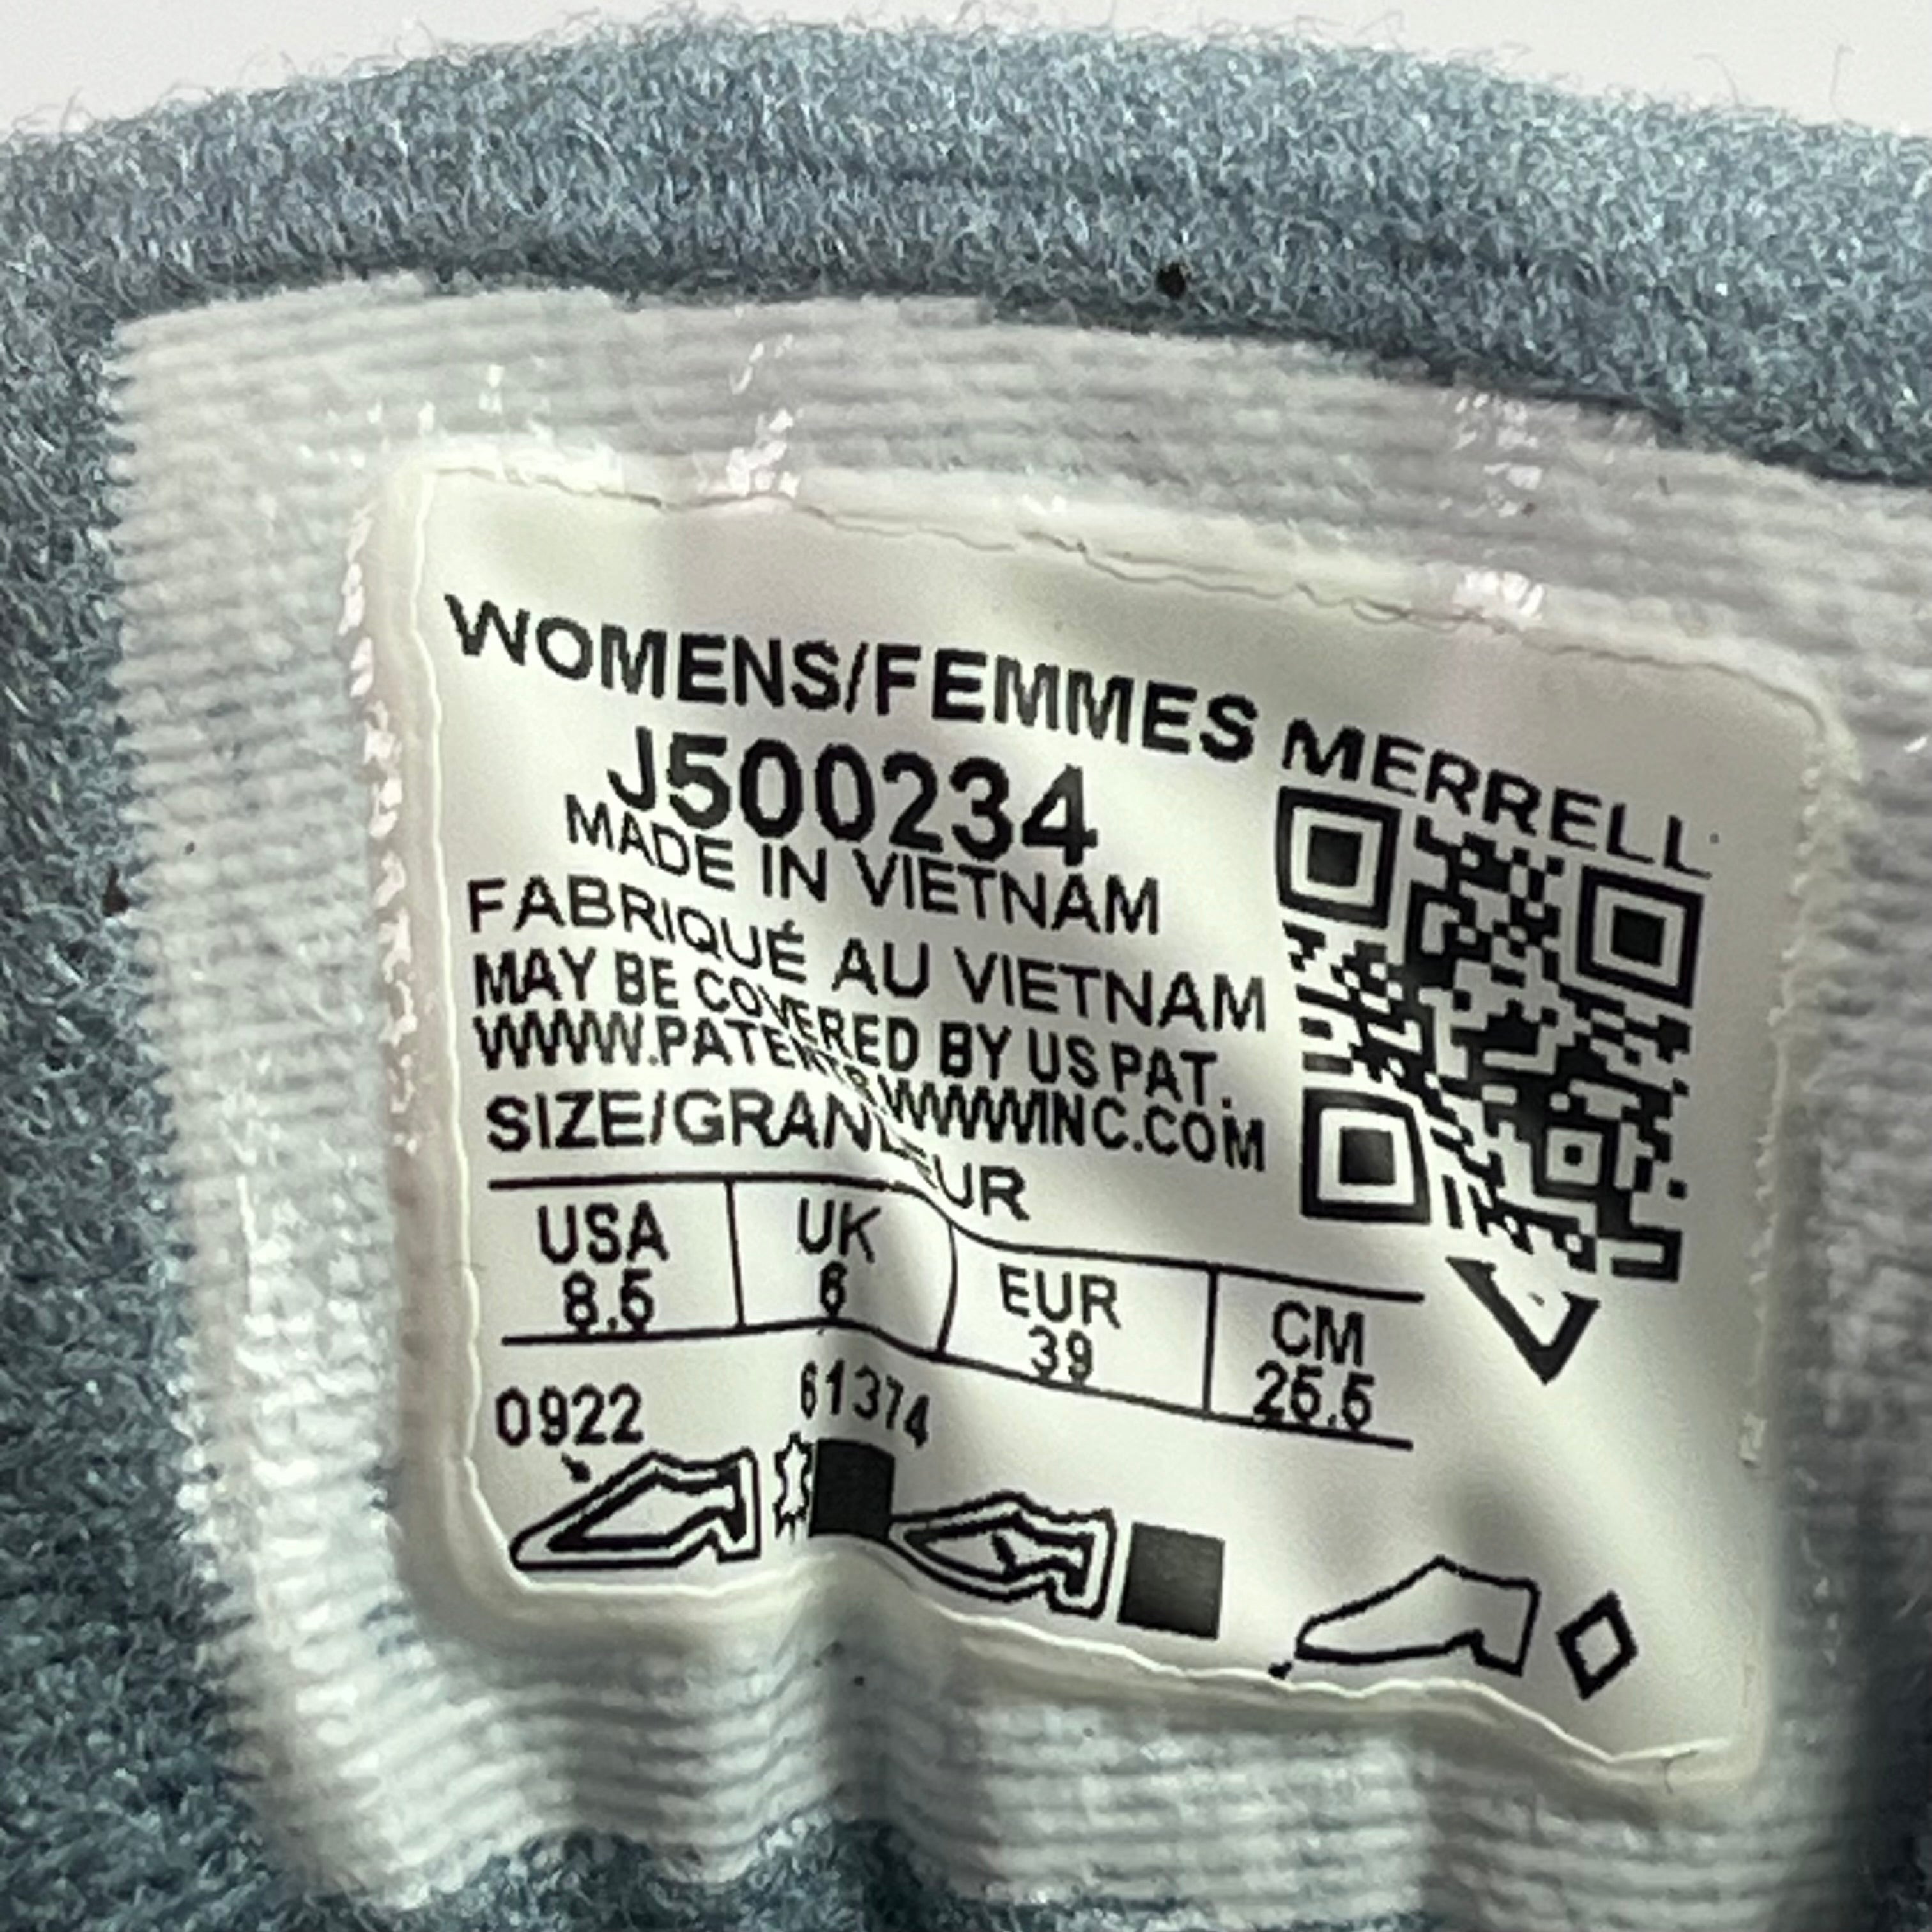 WOMENS/FEMMES MERRELL
J500234
MADE IN VIETNAM
FABRIQUÉ AU VIETNAM
MAY BE COVERED BY US PAT.
SIZE/GRANDEUR
USA UK EUR CM
8.5 6 39 25.5
0922 61374